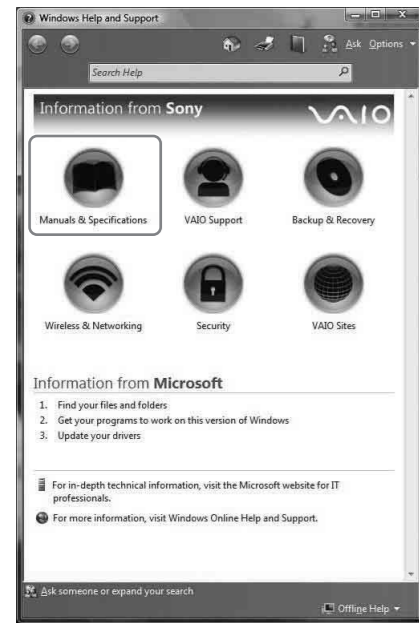 Windows Help and Support
Ask Options
Search Help
Information from Sony
VAIO
Manuals & Specifications
VAIO Support
Backup & Recovery
Wireless & Networking
Security
VAIO Sites
Information from Microsoft
1. Find your files and folders
2. Get your programs to work on this version of Windows
3. Update your drivers
For in-depth technical information, visit the Microsoft website for IT
professionals.
For more information, visit Windows Online Help and Support.
Ask someone or expand your search
Offline Help